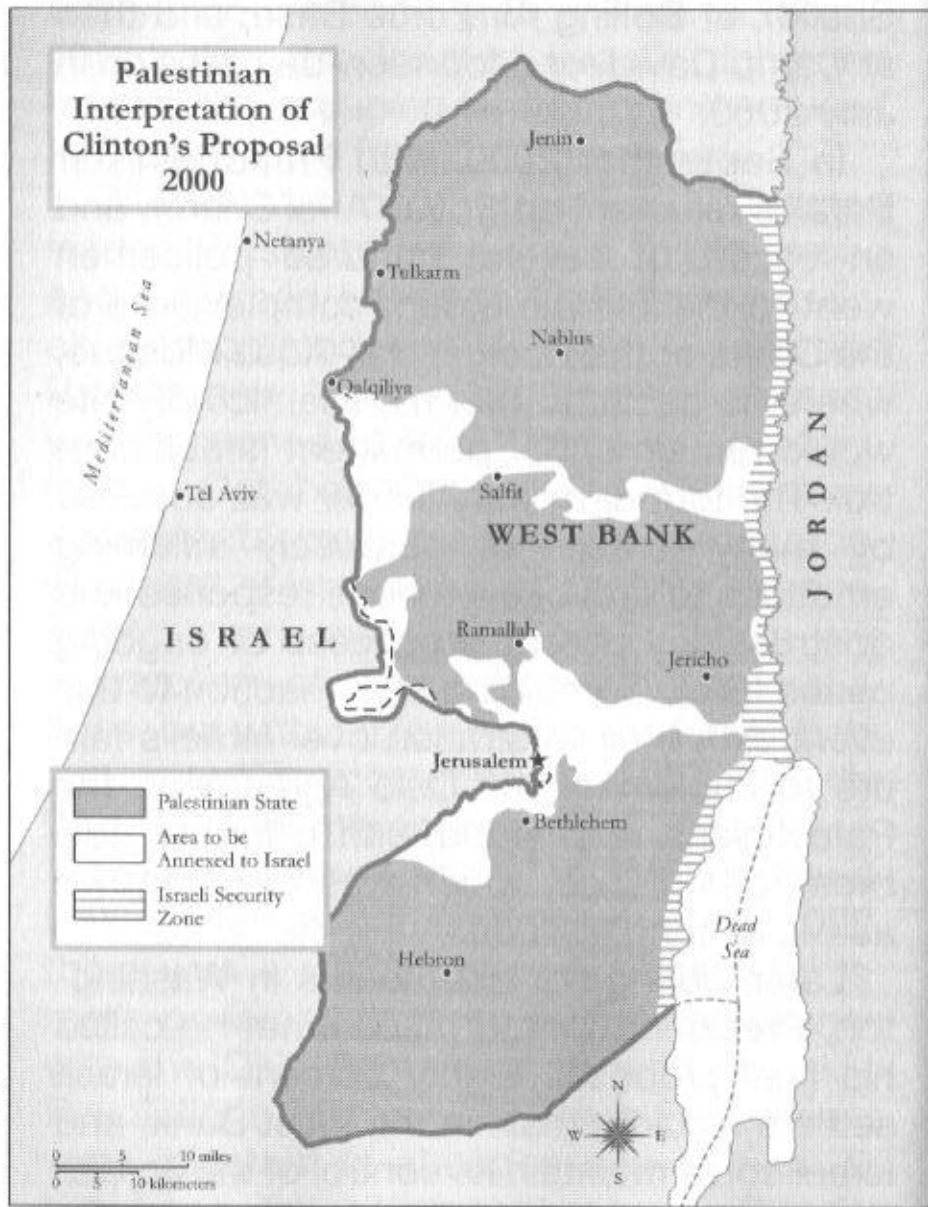 Palestinian
Interpretation of
Clinton's Proposal
2000
Jenin
Netanya
Tulkarm
Mediterranean Sea
Nablus
Qalqiliya
JORDAN
Tel Aviv
Salfit
WEST BANK
ISRAEL
Ramallah
Jericho
Jerusalem
Palestinian State
Bethlehem
Area to be
Annexed to Israel
Israeli Security
Zone
Dead
Sea
Hebron
N
W E
S
0 5 10 miles
0 5 10 kilometers